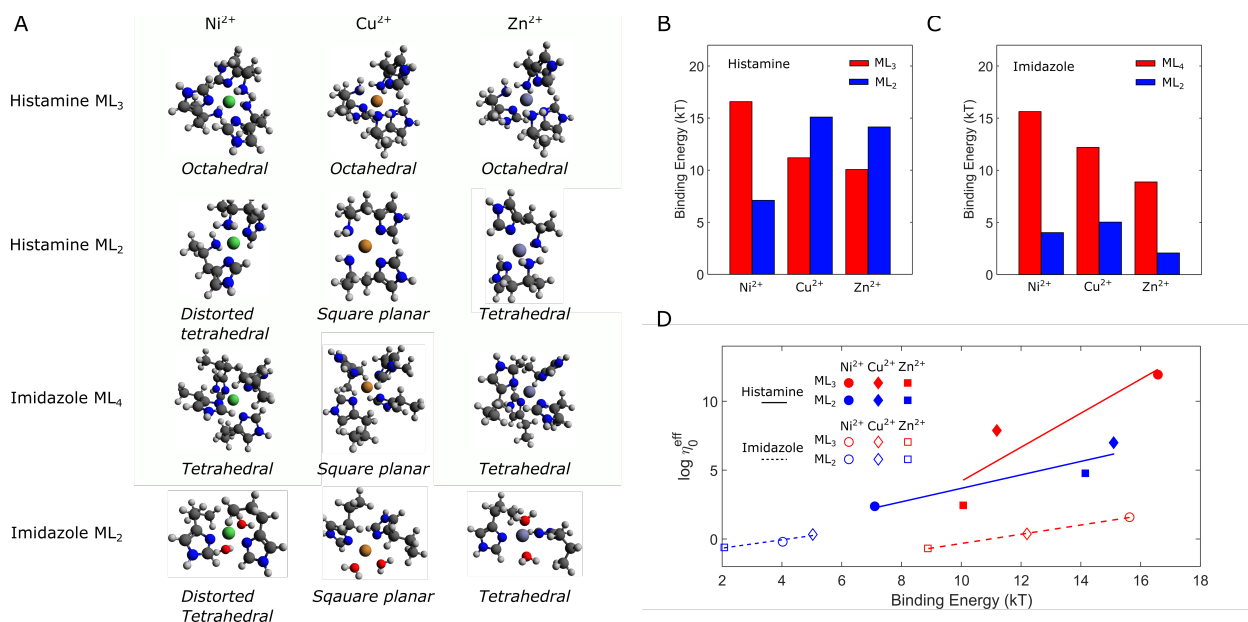 A
Ni2+ Cu2+ Zn2+
Histamine ML3
Octahedral Octahedral Octahedral
Histamine ML2
Distorted
tetrahedral
Square planar Tetrahedral
Imidazole ML4
Tetrahedral Square planar Tetrahedral
Imidazole ML2
Distorted
Tetrahedral
Sqauare planar Tetrahedral
B
Histamine
ML3
ML2
Binding Energy (kT)
20
15
10
5
0
Ni2+ Cu2+ Zn2+
C
Imidazole
ML4
ML2
Binding Energy (kT)
20
15
10
5
0
Ni2+ Cu2+ Zn2+
D
Ni2+ Cu2+ Zn2+
Histamine
ML3
ML2
Ni2+ Cu2+ Zn2+
Imidazole
ML3
ML2
log η0eff
10
5
0
2 4 6 8 10 12 14 16 18
Binding Energy (kT)